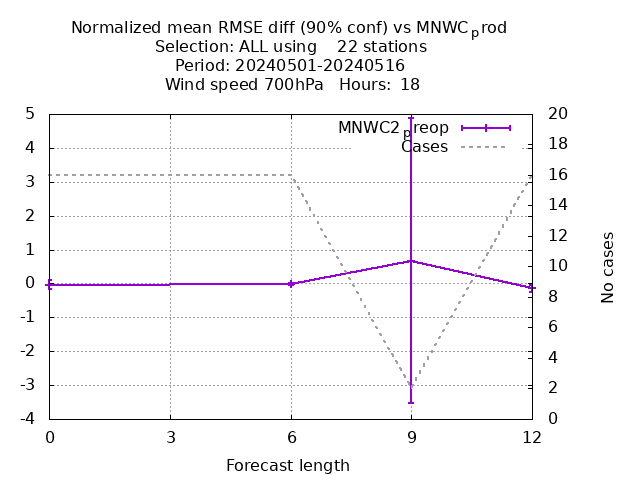 Normalized mean RMSE diff (90% conf) vs MNWCprod
Selection: ALL using    22 stations
Period: 20240501-20240516
Wind speed 700hPa   Hours:  18
MNWC2preop
Cases
5
4
3
2
1
0
-1
-2
-3
-4
20
18
16
14
12
10
8
6
4
2
0
No cases
0 3 6 9 12
Forecast length